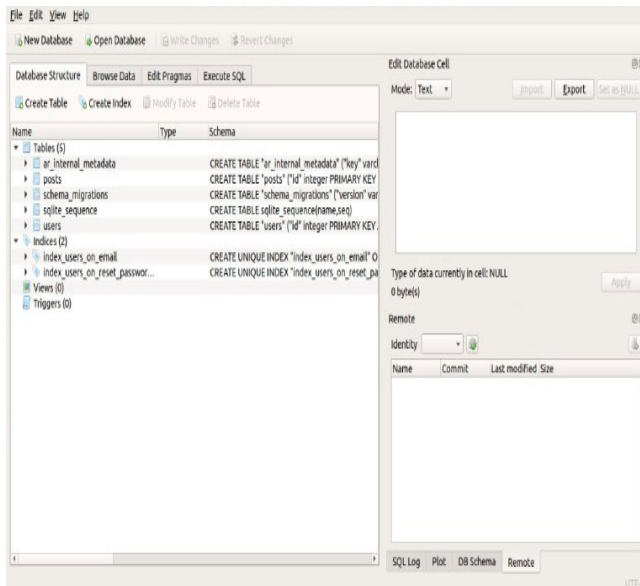 File Edit View Help
New Database Open Database Write Changes Revert Changes
Database Structure Browse Data Edit Pragmas Execute SQL
Create Table Create Index Modify Table Delete Table
Name Type Schema
Tables (5)
ar_internal_metadata CREATE TABLE "ar_internal_metadata" ("key" varch
posts CREATE TABLE "posts" ("id" integer PRIMARY KEY
schema_migrations CREATE TABLE "schema_migrations" ("version" var
sqlite_sequence CREATE TABLE sqlite_sequence(name,seq)
users CREATE TABLE "users" ("id" integer PRIMARY KEY
Indices (2)
index_users_on_email CREATE UNIQUE INDEX "index_users_on_email" O
index_users_on_reset_passwor... CREATE UNIQUE INDEX "index_users_on_reset_pa
Views (0)
Triggers (0)
Edit Database Cell
Mode: Text Import Export Set as NULL
Type of data currently in cell: NULL
0 byte(s)
Apply
Remote
Identity
Name Commit Last modified Size
SQL Log Plot DB Schema Remote